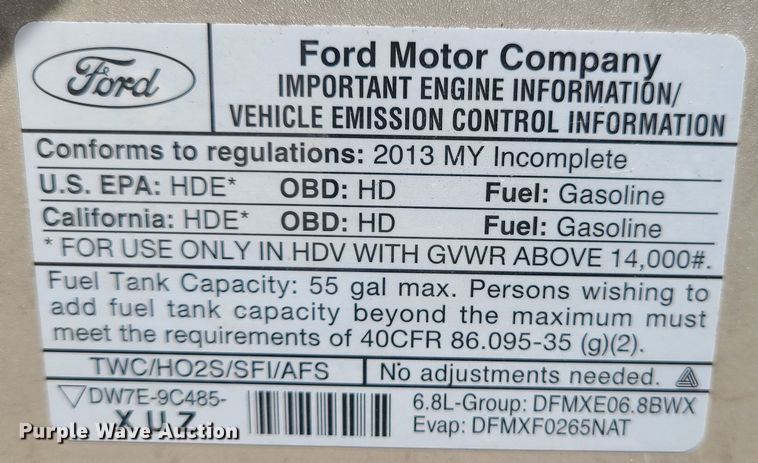 Ford
Ford Motor Company
IMPORTANT ENGINE INFORMATION/
VEHICLE EMISSION CONTROL INFORMATION
Conforms to regulations: 2013 MY Incomplete
U.S. EPA: HDE* OBD: HD Fuel: Gasoline
California: HDE* OBD: HD Fuel: Gasoline
* FOR USE ONLY IN HDV WITH GVWR ABOVE 14,000#.
Fuel Tank Capacity: 55 gal max. Persons wishing to
add fuel tank capacity beyond the maximum must
meet the requirements of 40CFR 86.095-35 (g)(2).
TWC/HO2S/SFI/AFS No adjustments needed.
DW7E-9C485-
XUZ
6.8L-Group: DFMXE06.8BWX
Evap: DFMXF0265NAT
Purple Wave Auction